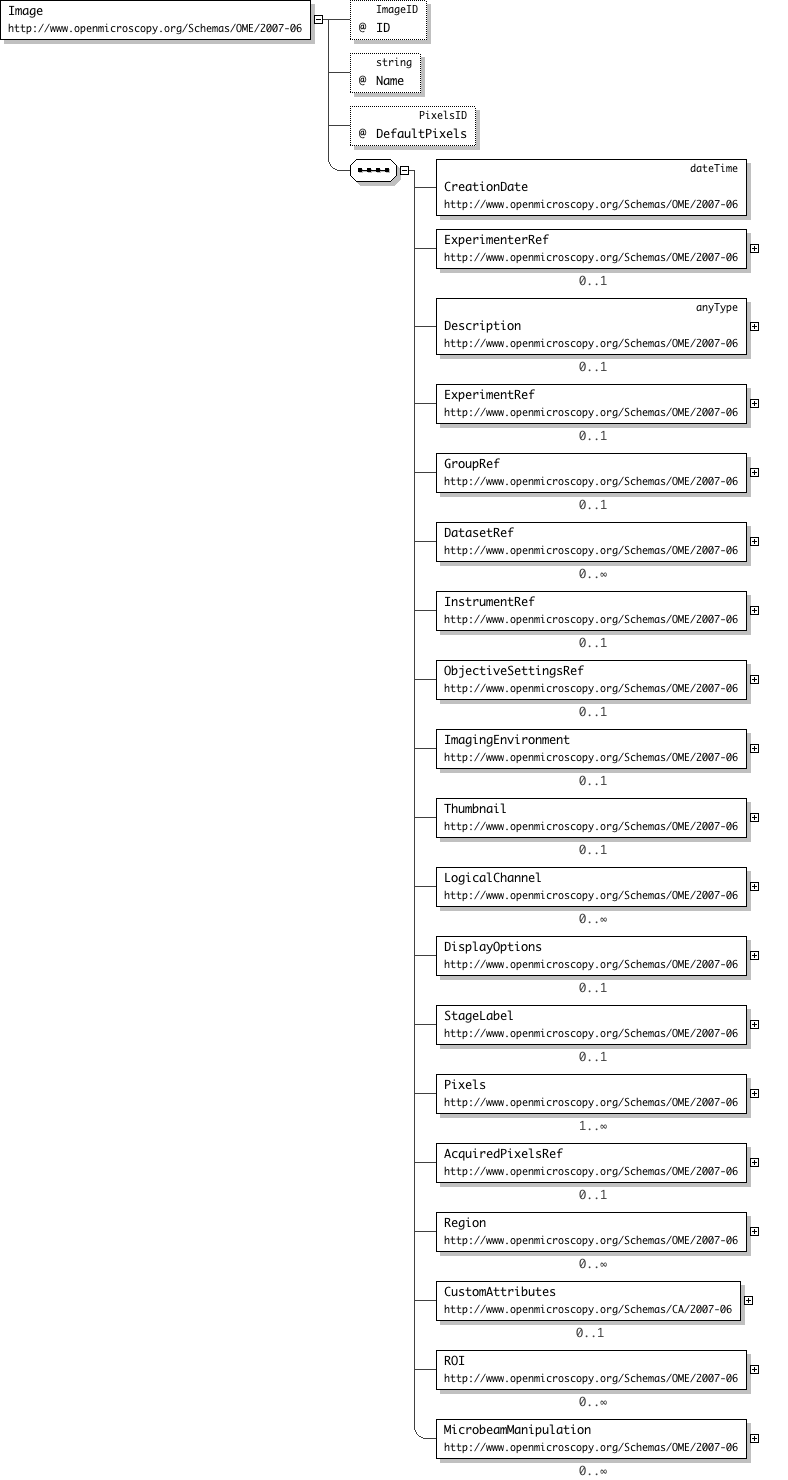 Image
http://www.openmicroscopy.org/Schemas/OME/2007-06
ImageID
@ ID
string
@ Name
PixelsID
@ DefaultPixels
dateTime
CreationDate
http://www.openmicroscopy.org/Schemas/OME/2007-06
ExperimenterRef
http://www.openmicroscopy.org/Schemas/OME/2007-06
0..1
anyType
Description
http://www.openmicroscopy.org/Schemas/OME/2007-06
0..1
ExperimentRef
http://www.openmicroscopy.org/Schemas/OME/2007-06
0..1
GroupRef
http://www.openmicroscopy.org/Schemas/OME/2007-06
0..1
DatasetRef
http://www.openmicroscopy.org/Schemas/OME/2007-06
0..∞
InstrumentRef
http://www.openmicroscopy.org/Schemas/OME/2007-06
0..1
ObjectiveSettingsRef
http://www.openmicroscopy.org/Schemas/OME/2007-06
0..1
ImagingEnvironment
http://www.openmicroscopy.org/Schemas/OME/2007-06
0..1
Thumbnail
http://www.openmicroscopy.org/Schemas/OME/2007-06
0..1
LogicalChannel
http://www.openmicroscopy.org/Schemas/OME/2007-06
0..∞
DisplayOptions
http://www.openmicroscopy.org/Schemas/OME/2007-06
0..1
StageLabel
http://www.openmicroscopy.org/Schemas/OME/2007-06
0..1
Pixels
http://www.openmicroscopy.org/Schemas/OME/2007-06
1..∞
AcquiredPixelsRef
http://www.openmicroscopy.org/Schemas/OME/2007-06
0..1
Region
http://www.openmicroscopy.org/Schemas/OME/2007-06
0..∞
CustomAttributes
http://www.openmicroscopy.org/Schemas/CA/2007-06
0..1
ROI
http://www.openmicroscopy.org/Schemas/OME/2007-06
0..∞
MicrobeamManipulation
http://www.openmicroscopy.org/Schemas/OME/2007-06
0..∞